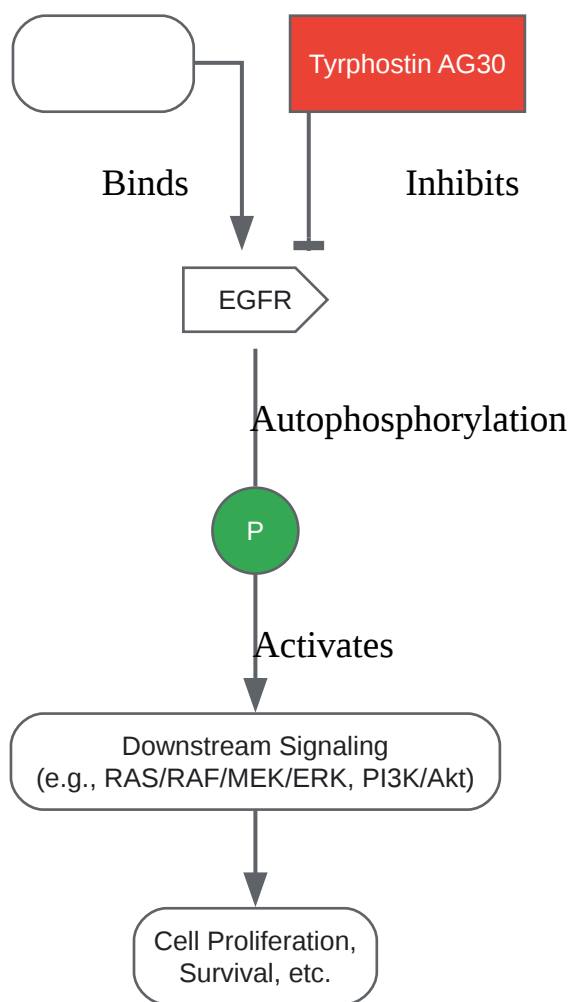 Tyrphostin AG30
Binds
Inhibits
EGFR
Autophosphorylation
P
Activates
Downstream Signaling
(e.g., RAS/RAF/MEK/ERK, PI3K/Akt)
Cell Proliferation,
Survival, etc.